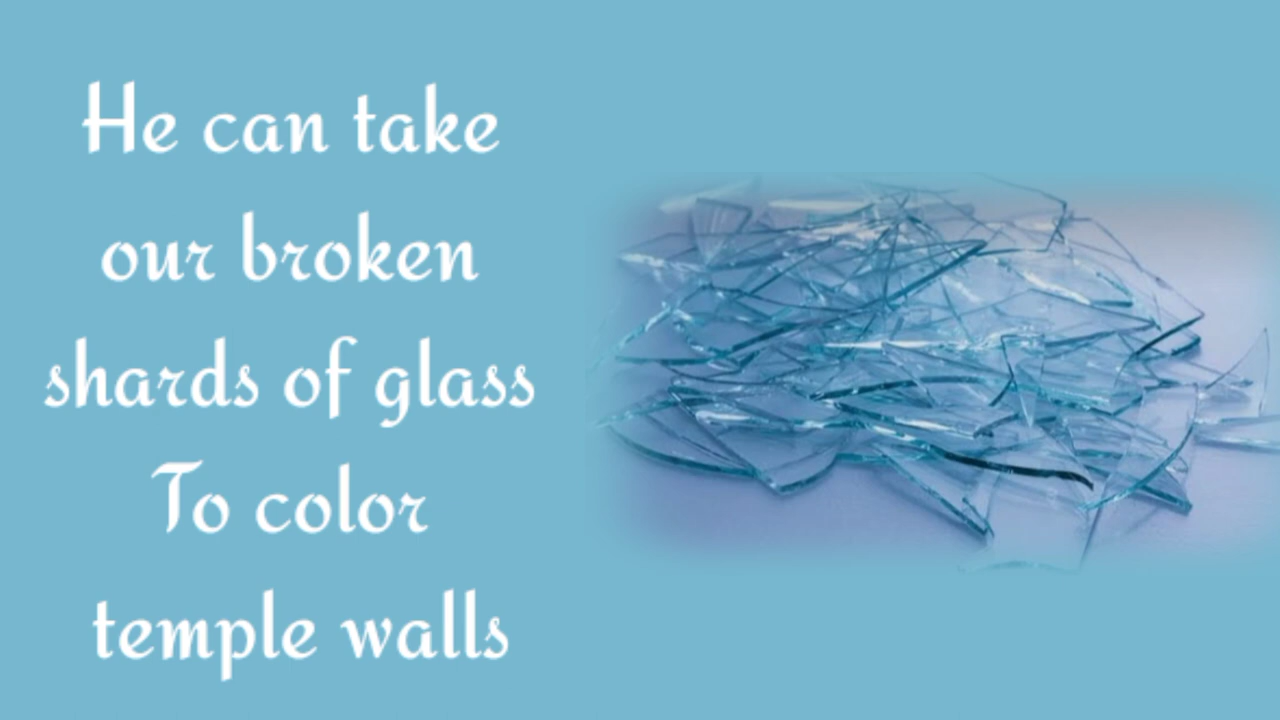 He can take
our broken
shards of glass
To color
temple walls